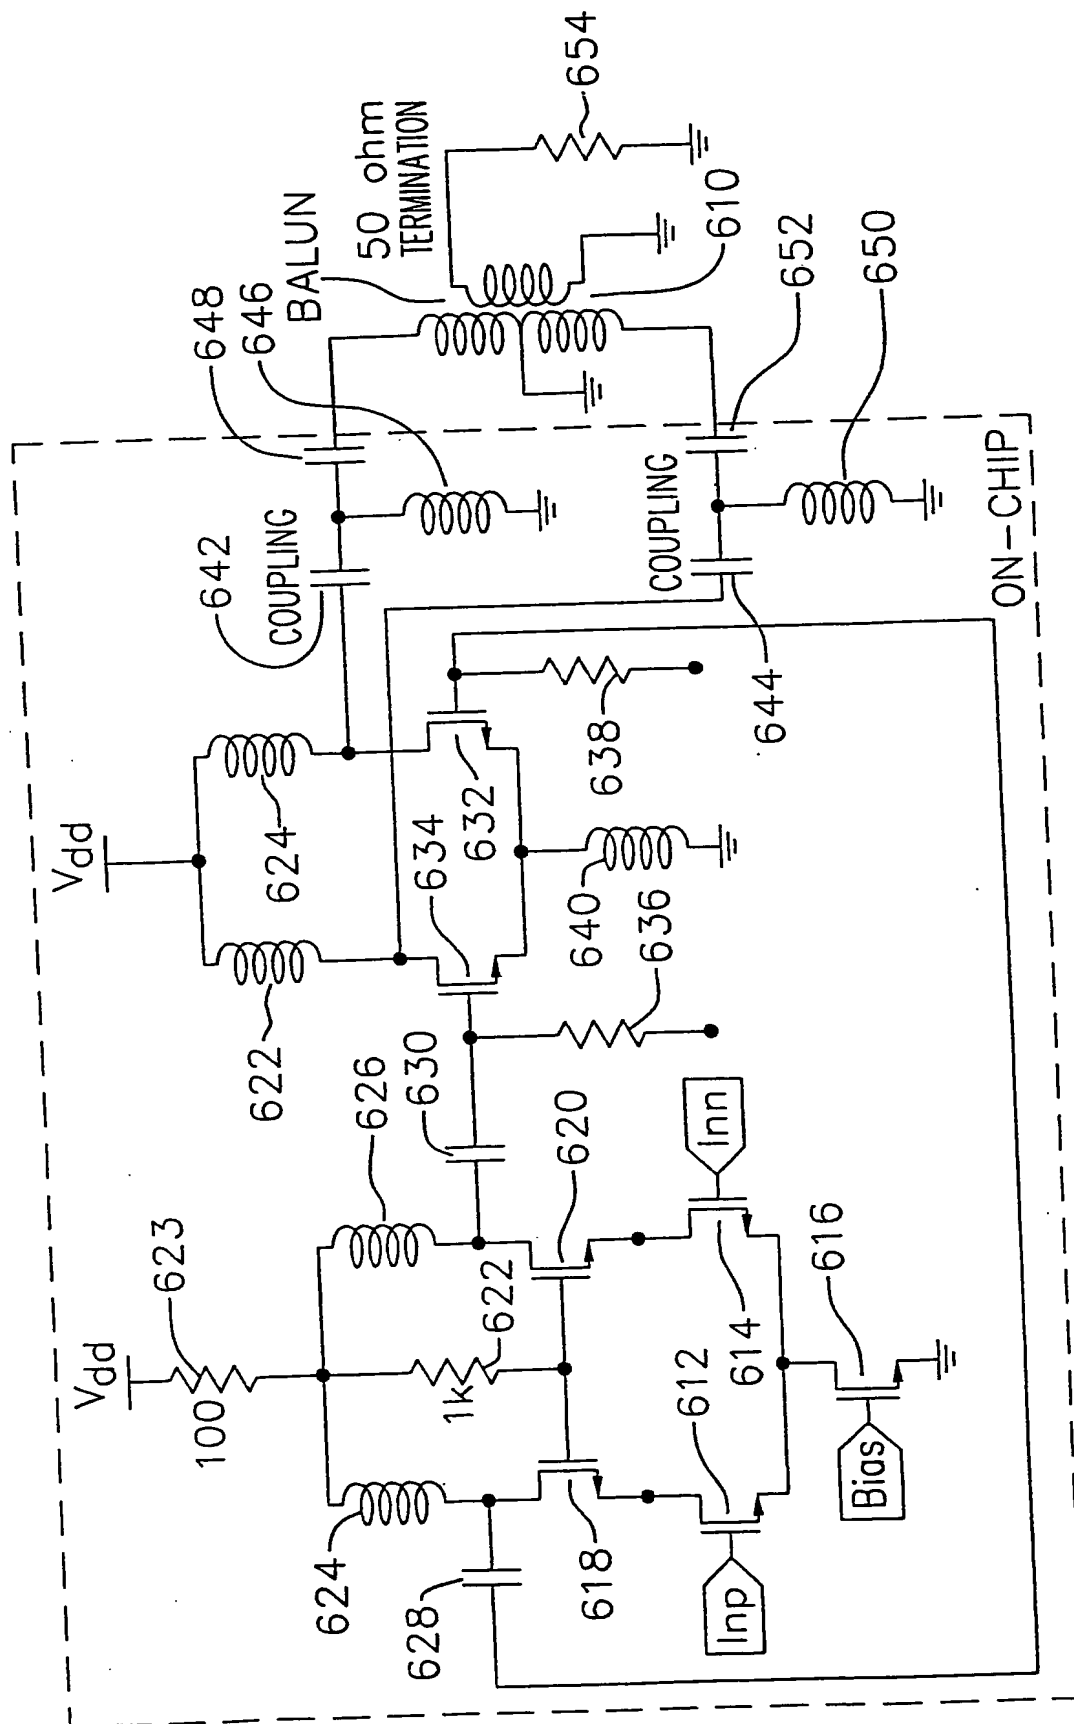 648
646
BALUN
50 ohm
TERMINATION
654
610
652
650
642
COUPLING
COUPLING
ON-CHIP
644
638
Vdd
624
622
632
634
640
636
626
630
620
Inn
616
614
612
Bias
Vdd
623
100
622
1k
624
628
618
Inp